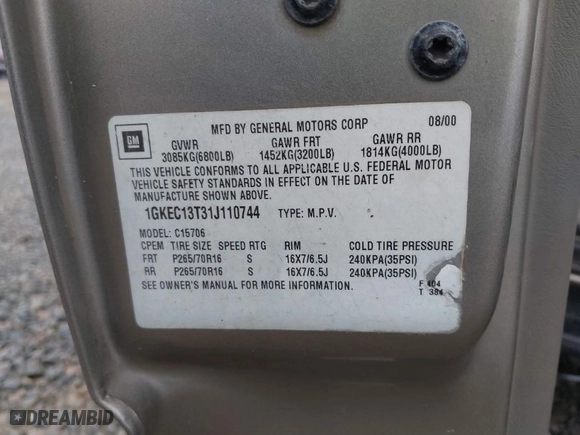 MFD BY GENERAL MOTORS CORP 08/00
GM
GVWR GAWR FRT GAWR RR
3085KG(6800LB) 1452KG(3200LB) 1814KG(4000LB)
THIS VEHICLE CONFORMS TO ALL APPLICABLE U.S. FEDERAL MOTOR
VEHICLE SAFETY STANDARDS IN EFFECT ON THE DATE OF
MANUFACTURE SHOWN ABOVE.
1GKEC13T31J110744 TYPE: M.P.V.
MODEL: C15706
CPEM TIRE SIZE SPEED RTG RIM COLD TIRE PRESSURE
FRT P265/70R16 S 16X7/6.5J 240KPA(35PSI)
RR P265/70R16 S 16X7/6.5J 240KPA(35PSI)
SEE OWNER'S MANUAL FOR MORE INFORMATION.
F 404
T 384
DREAMBID